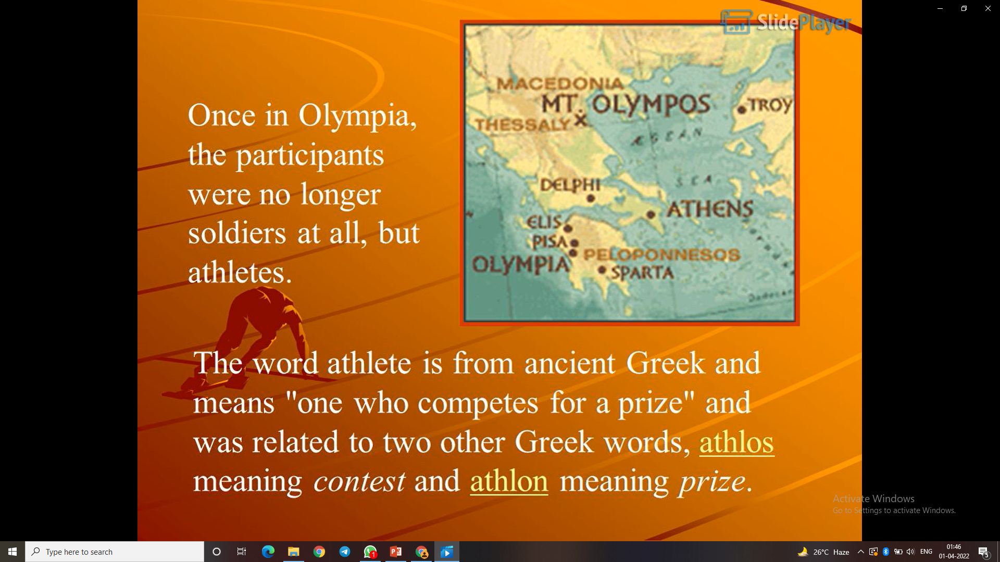 SlidePlayer
Once in Olympia,
the participants
were no longer
soldiers at all, but
athletes.
MACEDONIA
MT. OLYMPOS
TROY
THESSALY
ÆGEAN
SEA
DELPHI
ATHENS
ELIS
PISA
PELOPONNESOS
OLYMPIA
SPARTA
The word athlete is from ancient Greek and
means "one who competes for a prize" and
was related to two other Greek words, athlos
meaning contest and athlon meaning prize.
Activate Windows
Go to Settings to activate Windows.
Type here to search
1
26°C Haze
ENG
01:46
01-04-2022
5